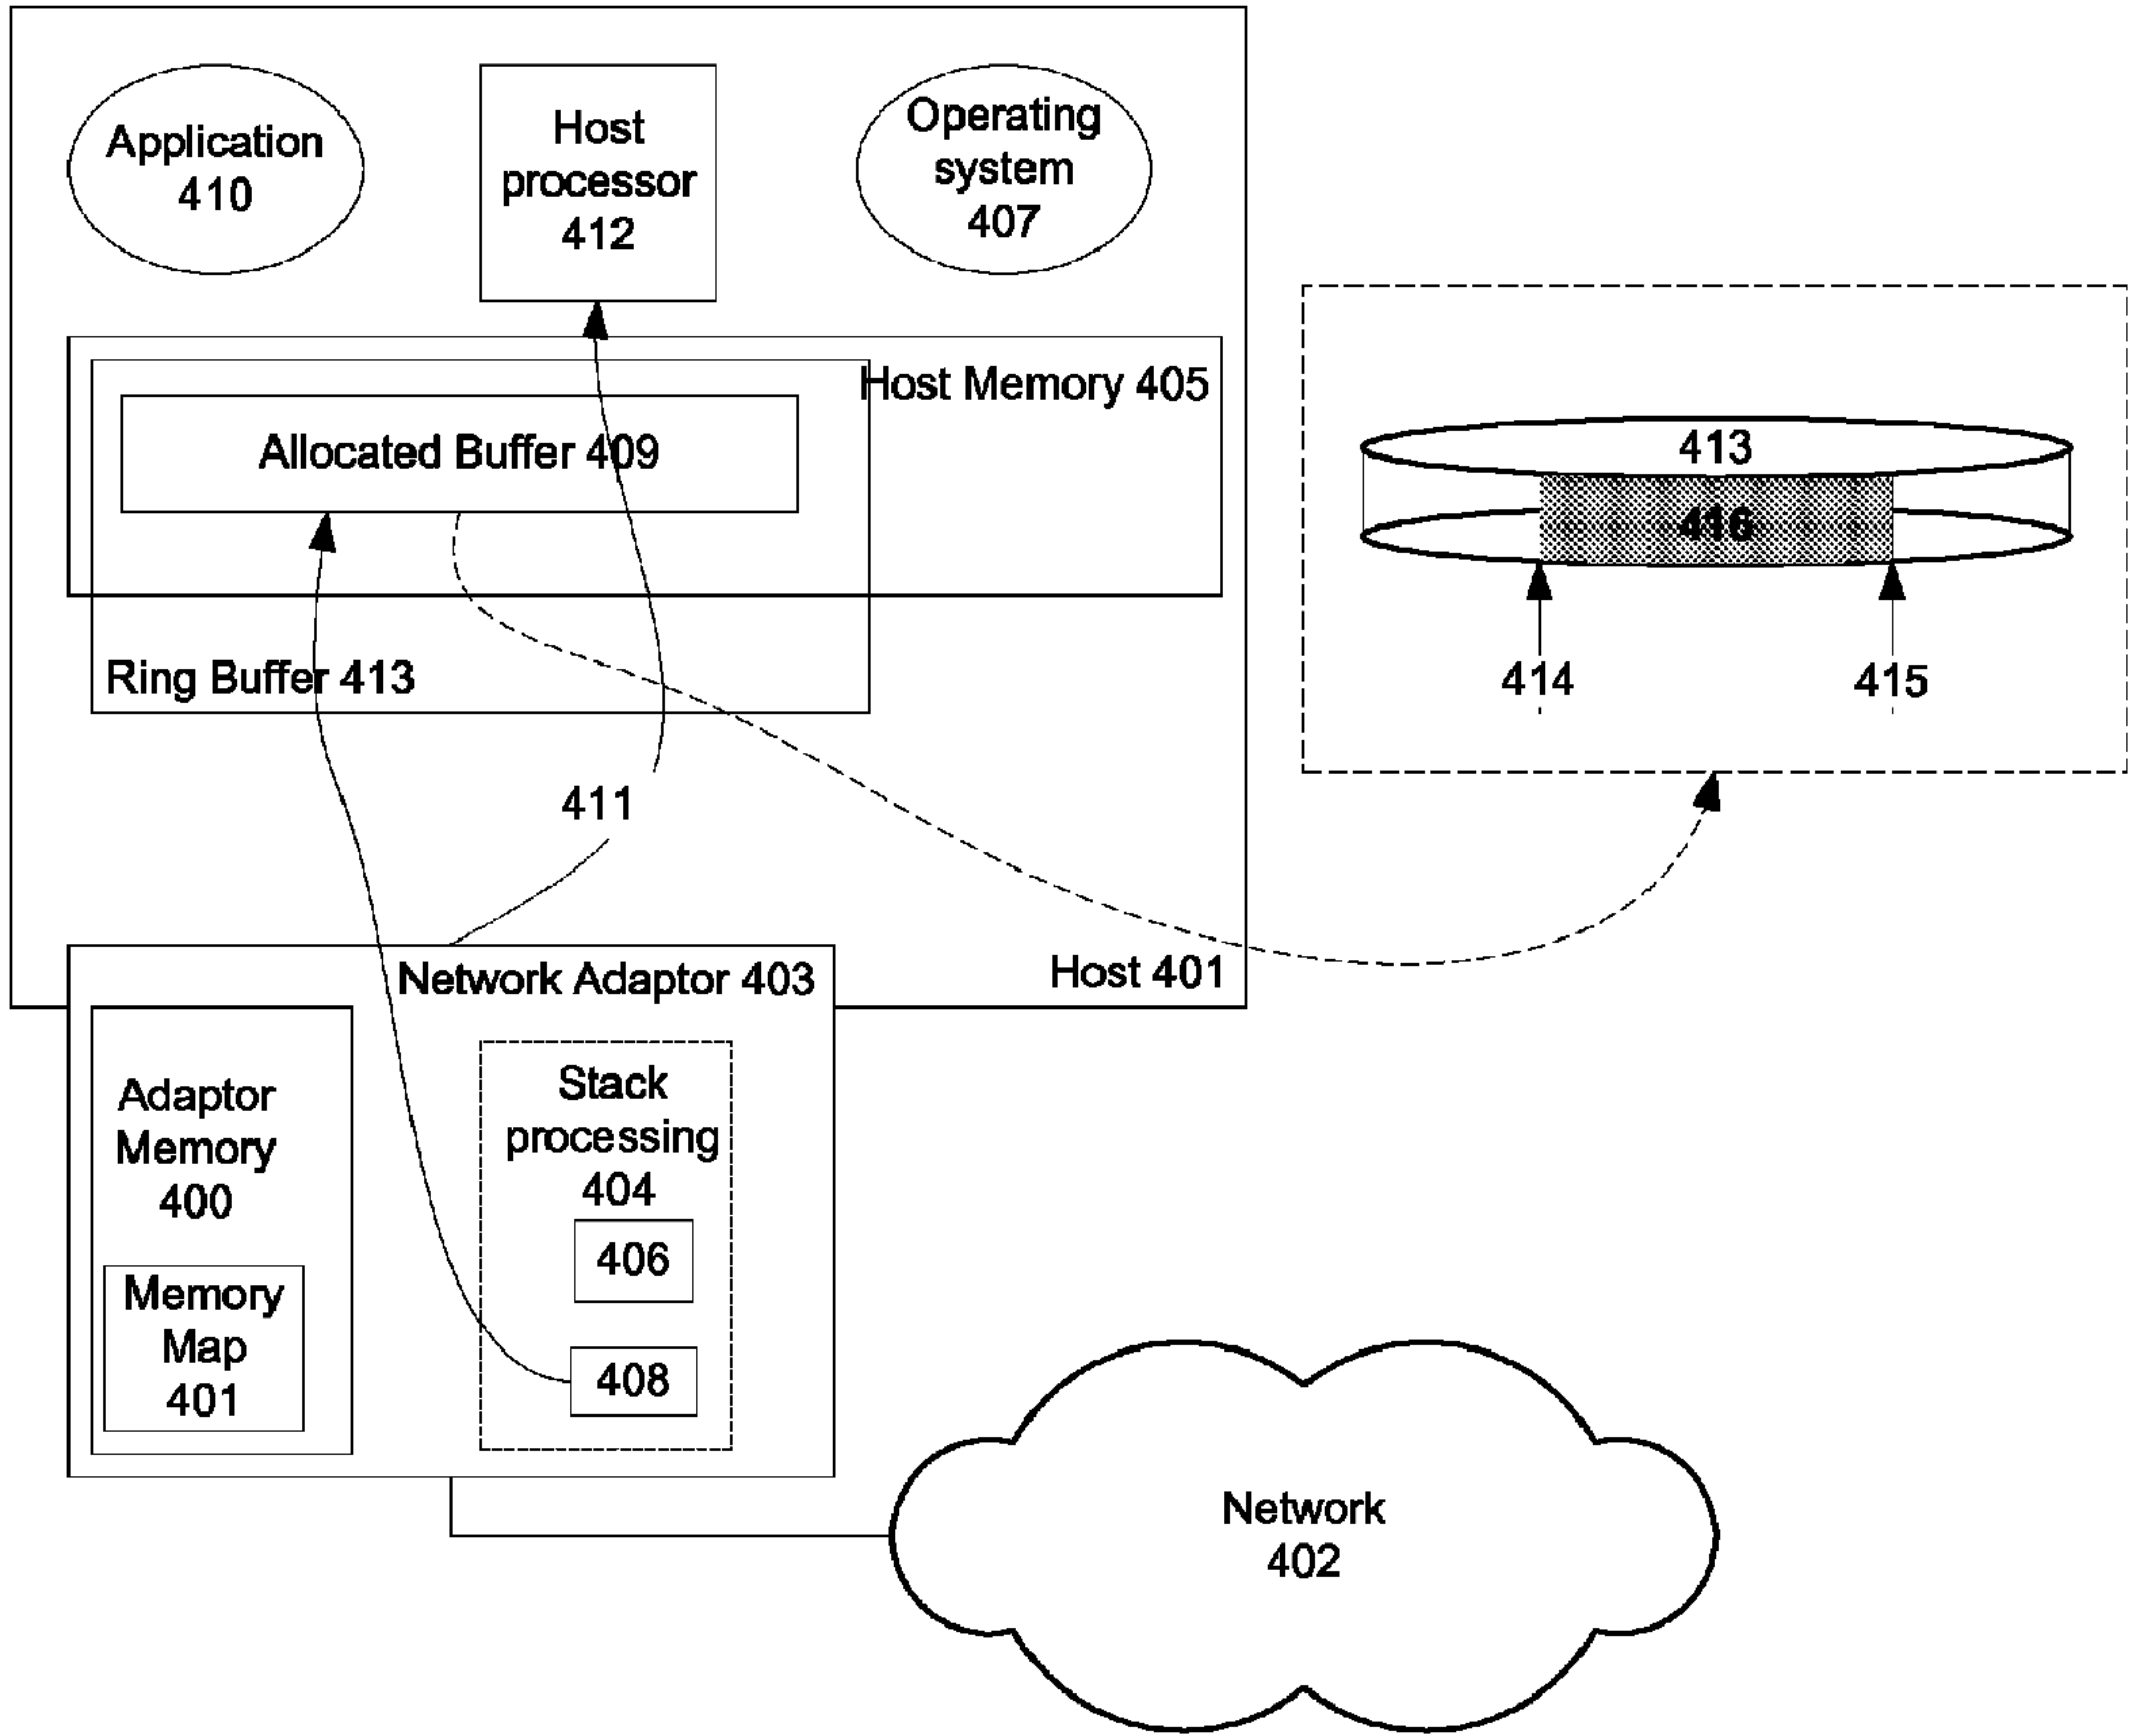 Application
410
Host
processor
412
Operating
system
407
Host Memory 405
Allocated Buffer 409
Ring Buffer 413
413
416
414
415
411
Network Adaptor 403
Host 401
Adaptor
Memory
400
Memory
Map
401
Stack
processing
404
406
408
Network
402